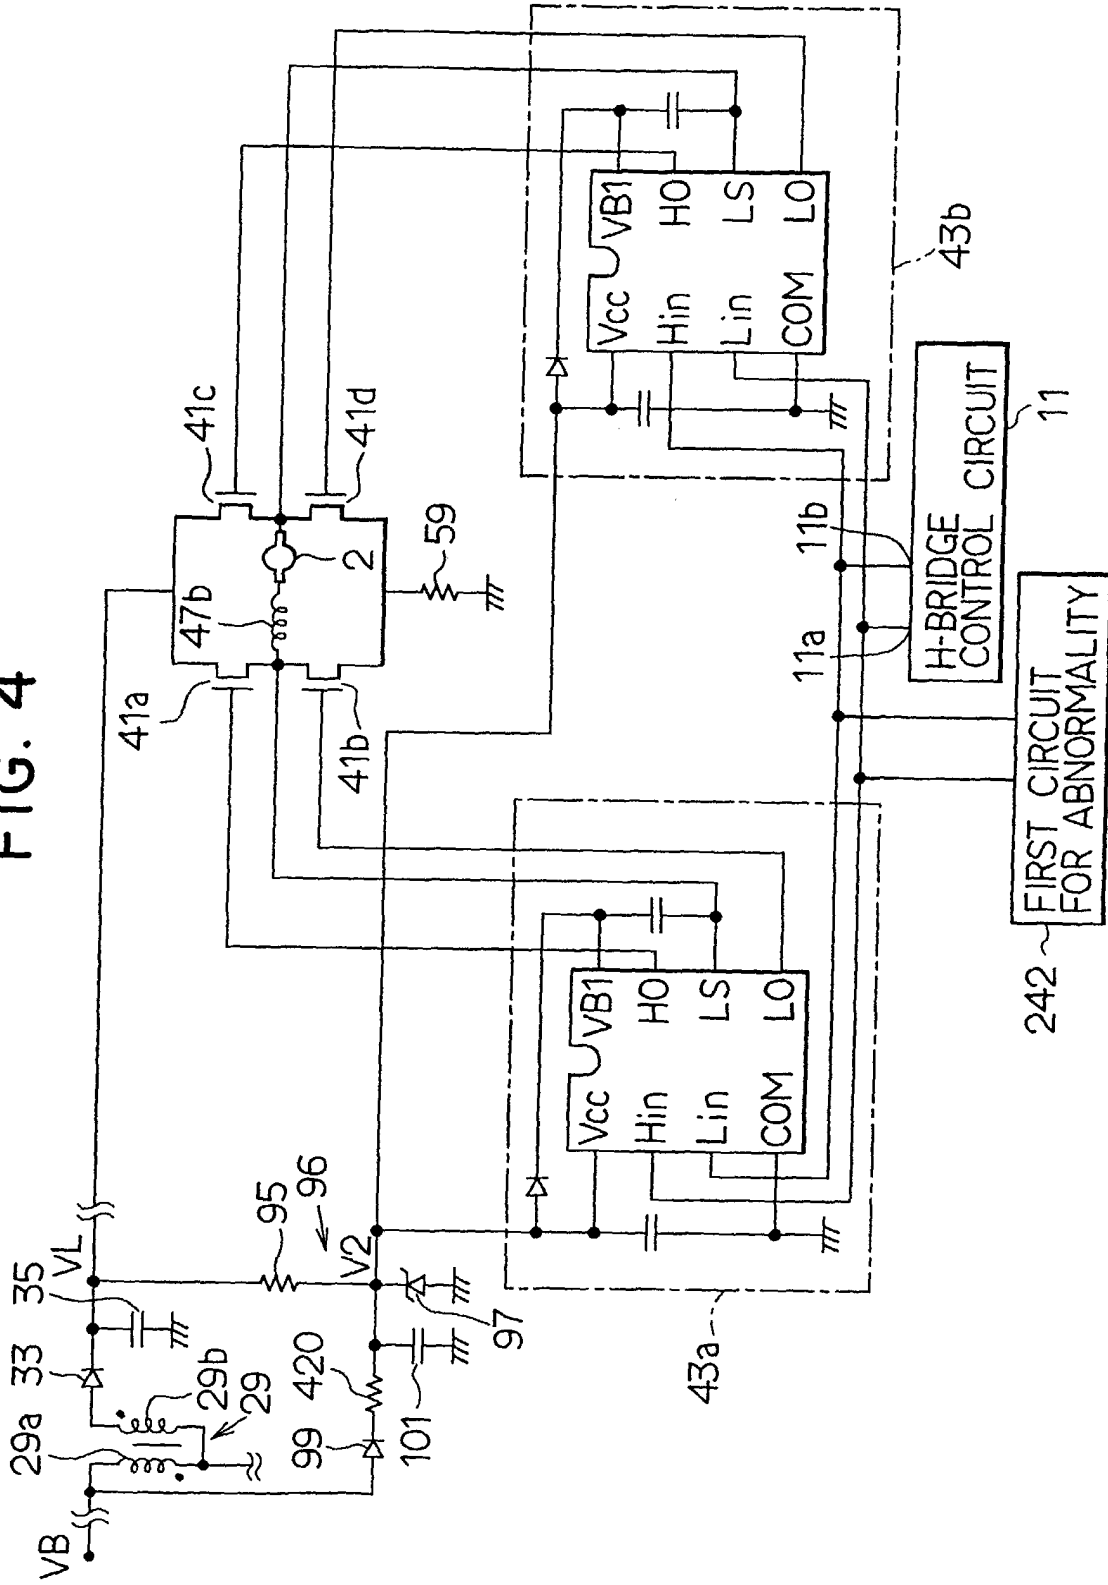 FIG. 4
VB
29a
29b
29
33
35
VL
95
96
V2
99
420
101
97
41a
41b
47b
2
41c
41d
59
43a
Vcc
VB1
Hin
HO
Lin
LS
COM
LO
43b
Vcc
VB1
Hin
HO
Lin
LS
COM
LO
11a
11b
H-BRIDGE
CONTROL CIRCUIT
11
FIRST CIRCUIT
FOR ABNORMALITY
242